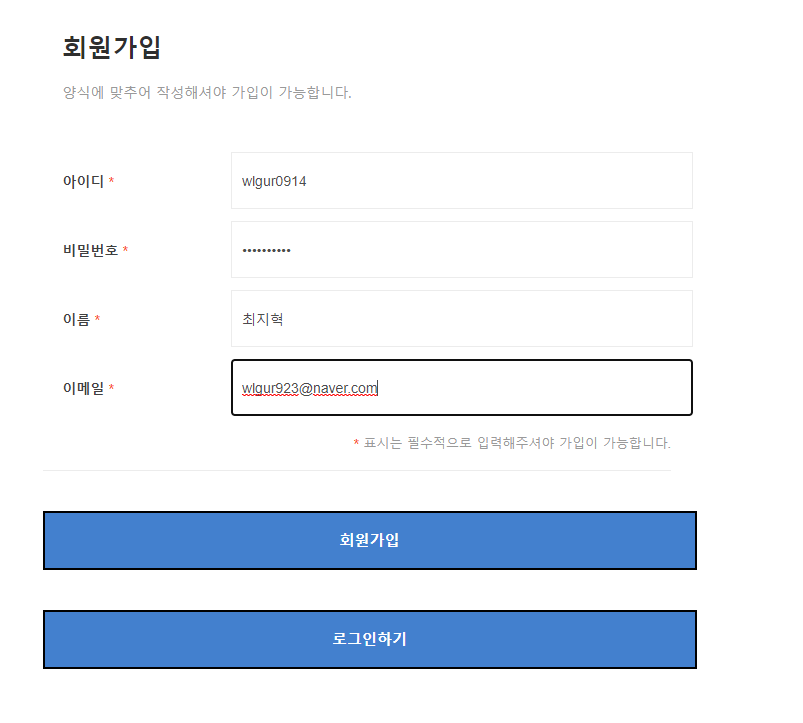 회원가입
양식에 맞추어 작성해셔야 가입이 가능합니다.
아이디 * wlgur0914
비밀번호 * ••••••••••
이름 * 최지혁
이메일 * wlgur923@naver.com
* 표시는 필수적으로 입력해주셔야 가입이 가능합니다.
회원가입
로그인하기